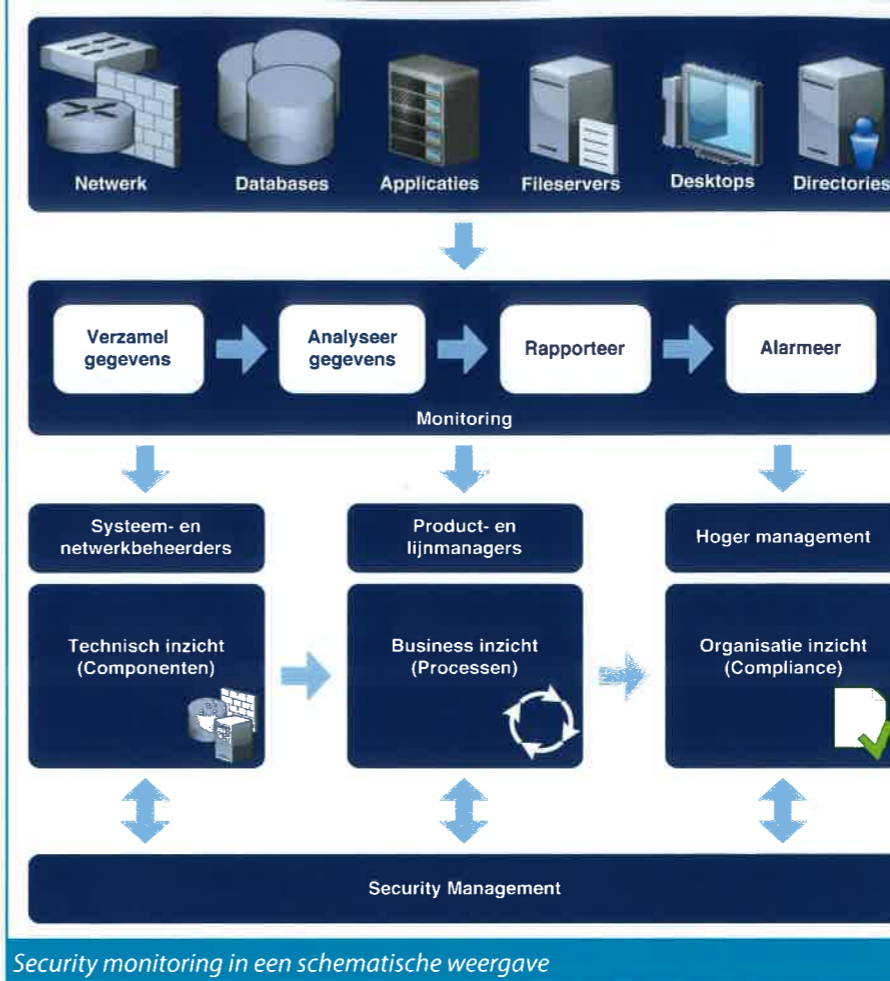 Netwerk
Databases
Applicaties
Fileservers
Desktops
Directories
Verzamel
gegevens
Analyseer
gegevens
Rapporteer
Alarmeer
Monitoring
Systeem- en
netwerkbeheerders
Product- en
lijnmanagers
Hoger management
Technisch inzicht
(Componenten)
Business inzicht
(Processen)
Organisatie inzicht
(Compliance)
Security Management
Security monitoring in een schematische weergave